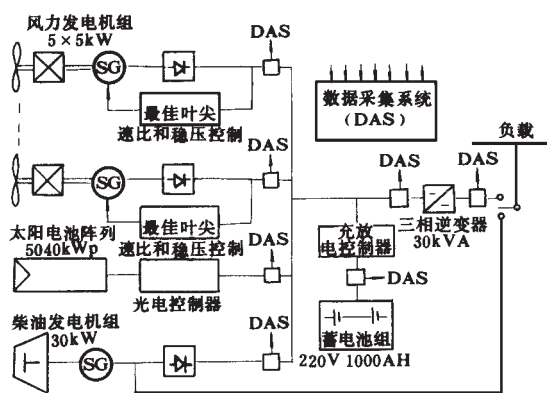 风力发电机组
5×5kW
DAS
SG
最佳叶尖
速比和稳压控制
数据采集系统
(DAS)
负载
DAS
SG
最佳叶尖
速比和稳压控制
DAS
DAS
三相逆变器
30kVA
太阳电池阵列
5040kWp
光电控制器
DAS
充放
电控制器
DAS
蓄电池组
220V 1000AH
柴油发电机组
30kW
SG
DAS